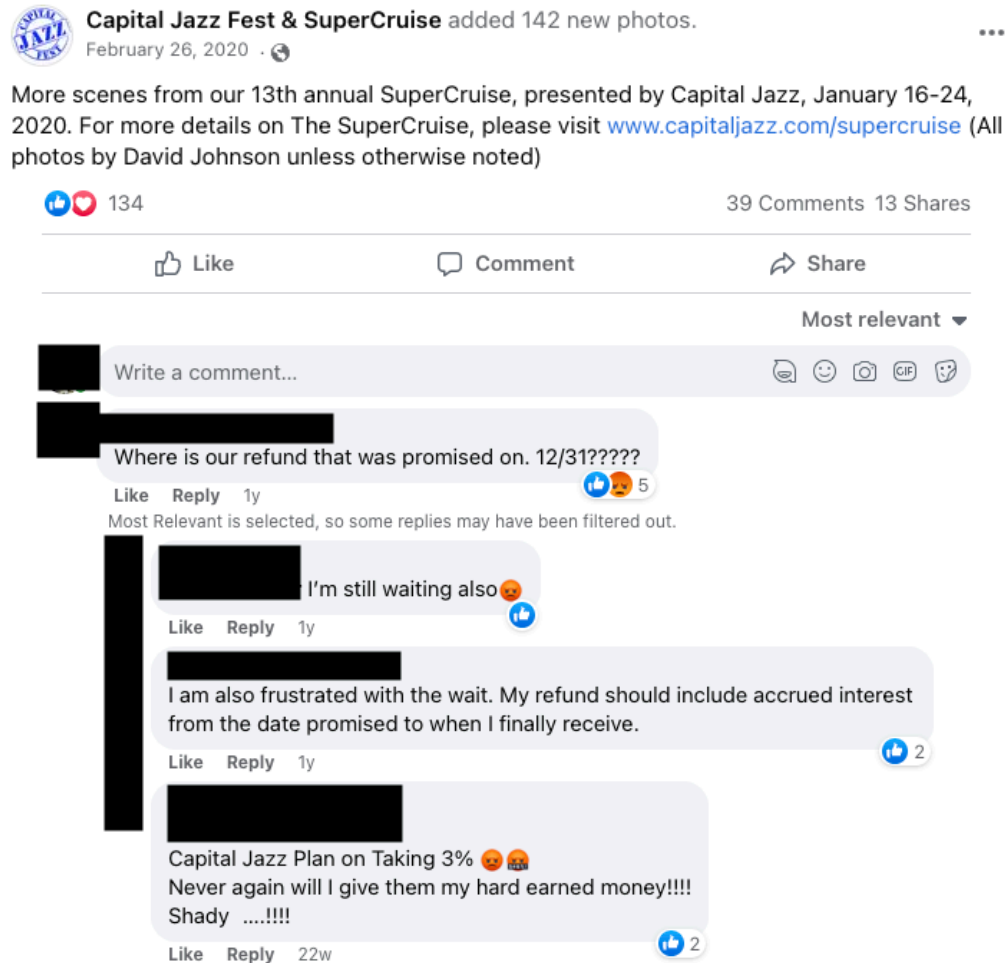 CAPITAL
JAZZ
FEST
Capital Jazz Fest & SuperCruise added 142 new photos.
February 26, 2020 ·
More scenes from our 13th annual SuperCruise, presented by Capital Jazz, January 16-24,
2020. For more details on The SuperCruise, please visit www.capitaljazz.com/supercruise (All
photos by David Johnson unless otherwise noted)
134 39 Comments 13 Shares
Like Comment Share
Most relevant
Write a comment... GIF
Where is our refund that was promised on. 12/31?????
5
Like Reply 1y
Most Relevant is selected, so some replies may have been filtered out.
I'm still waiting also😡
Like Reply 1y
I am also frustrated with the wait. My refund should include accrued interest
from the date promised to when I finally receive.
2
Like Reply 1y
Capital Jazz Plan on Taking 3% 😡🤬
Never again will I give them my hard earned money!!!!
Shady ....!!!!
2
Like Reply 22w